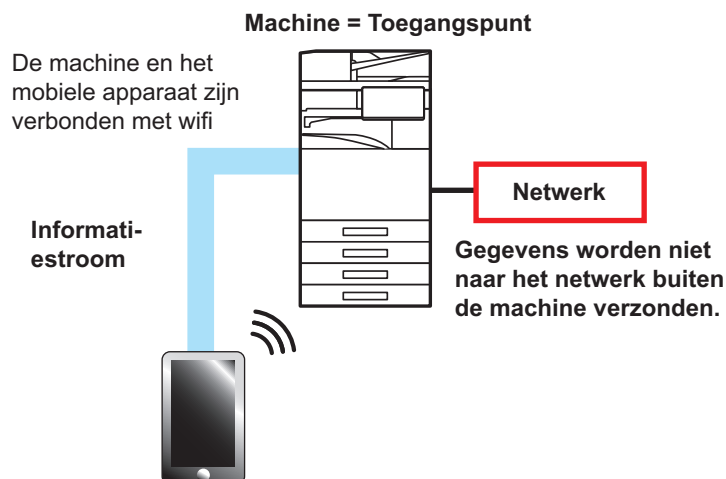 Machine = Toegangspunt
De machine en het
mobiele apparaat zijn
verbonden met wifi
Netwerk
Informati-
estroom
Gegevens worden niet
naar het netwerk buiten
de machine verzonden.